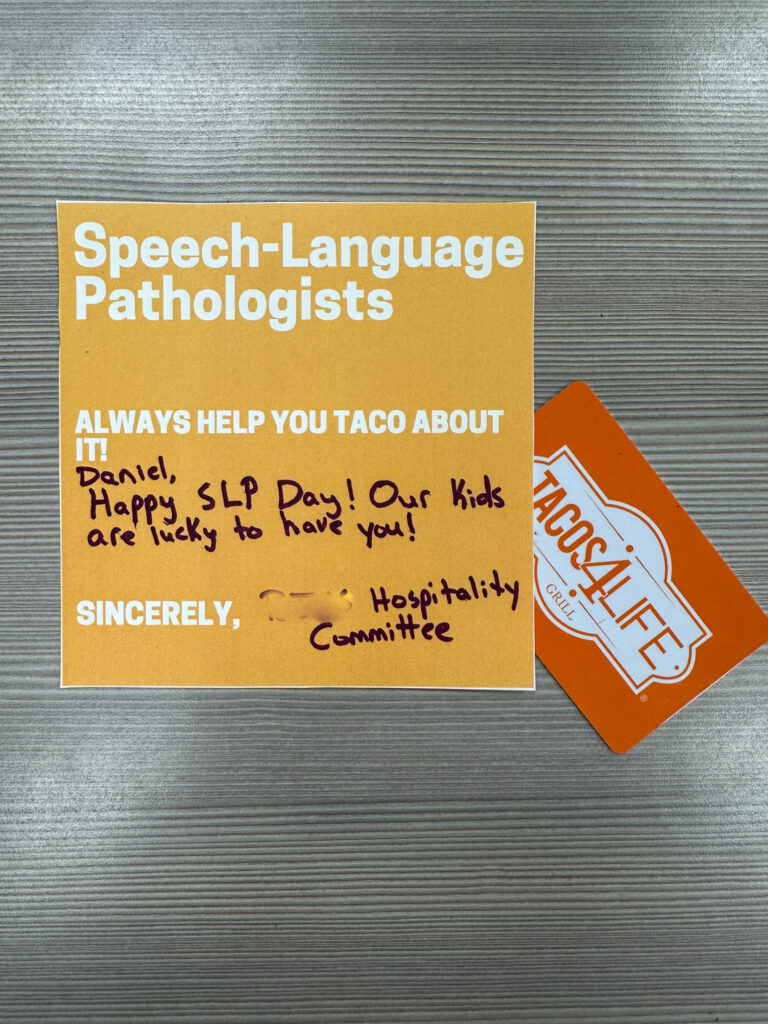 Speech-Language
Pathologists
ALWAYS HELP YOU TACO ABOUT
IT!
Daniel,
Happy SLP Day! Our Kids
are lucky to have you!
SINCERELY, Hospitality
Committee
TACOS4LIFE
GRILL
®